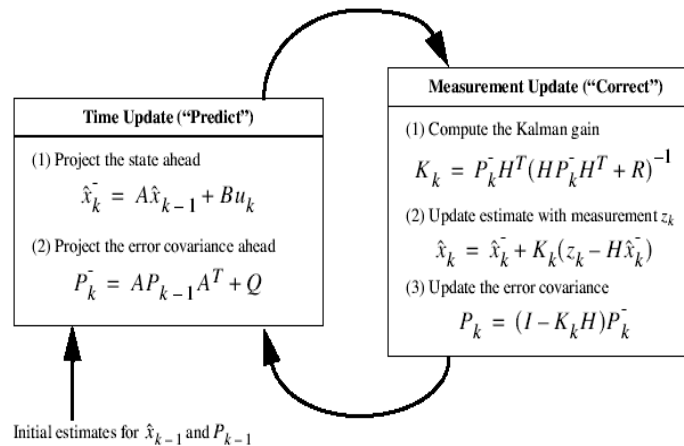 Time Update (“Predict”)
(1) Project the state ahead
x̂ₖ⁻ = Ax̂ₖ₋₁ + Buₖ
(2) Project the error covariance ahead
Pₖ⁻ = APₖ₋₁Aᵀ + Q
Initial estimates for x̂ₖ₋₁ and Pₖ₋₁
Measurement Update (“Correct”)
(1) Compute the Kalman gain
Kₖ = Pₖ⁻Hᵀ(HPₖ⁻Hᵀ + R)⁻¹
(2) Update estimate with measurement zₖ
x̂ₖ = x̂ₖ⁻ + Kₖ(zₖ – Hx̂ₖ⁻)
(3) Update the error covariance
Pₖ = (I – KₖH)Pₖ⁻